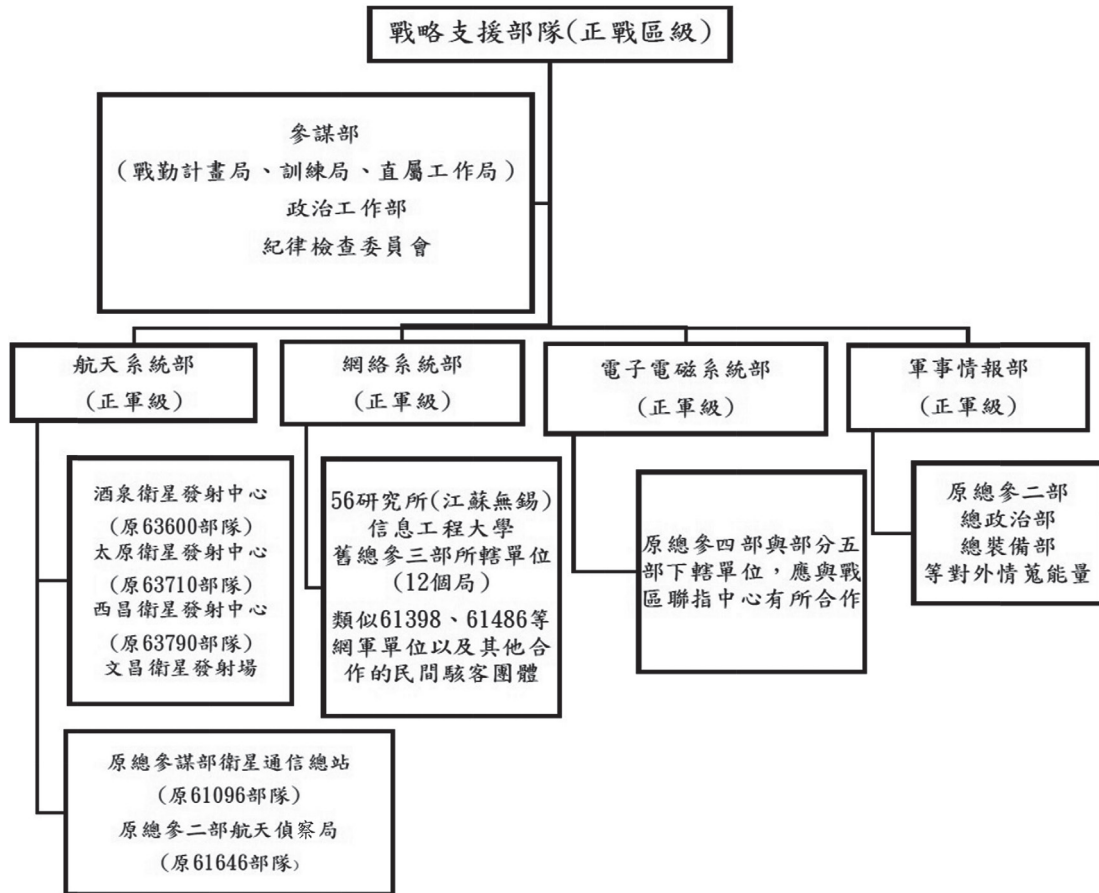 戰略支援部隊(正戰區級)
參謀部
(戰勤計畫局、訓練局、直屬工作局)
政治工作部
紀律檢查委員會
航天系統部
(正軍級)
網絡系統部
(正軍級)
電子電磁系統部
(正軍級)
軍事情報部
(正軍級)
酒泉衛星發射中心
(原63600部隊)
太原衛星發射中心
(原63710部隊)
西昌衛星發射中心
(原63790部隊)
文昌衛星發射場
56研究所(江蘇無錫)
信息工程大學
舊總參三部所轄單位
(12個局)
類似61398、61486等
網軍單位以及其他合
作的民間駭客團體
原總參四部與部分五
部下轄單位,應與戰
區聯指中心有所合作
原總參二部
總政治部
總裝備部
等對外情蒐能量
原總參謀部衛星通信總站
(原61096部隊)
原總參二部航天偵察局
(原61646部隊)